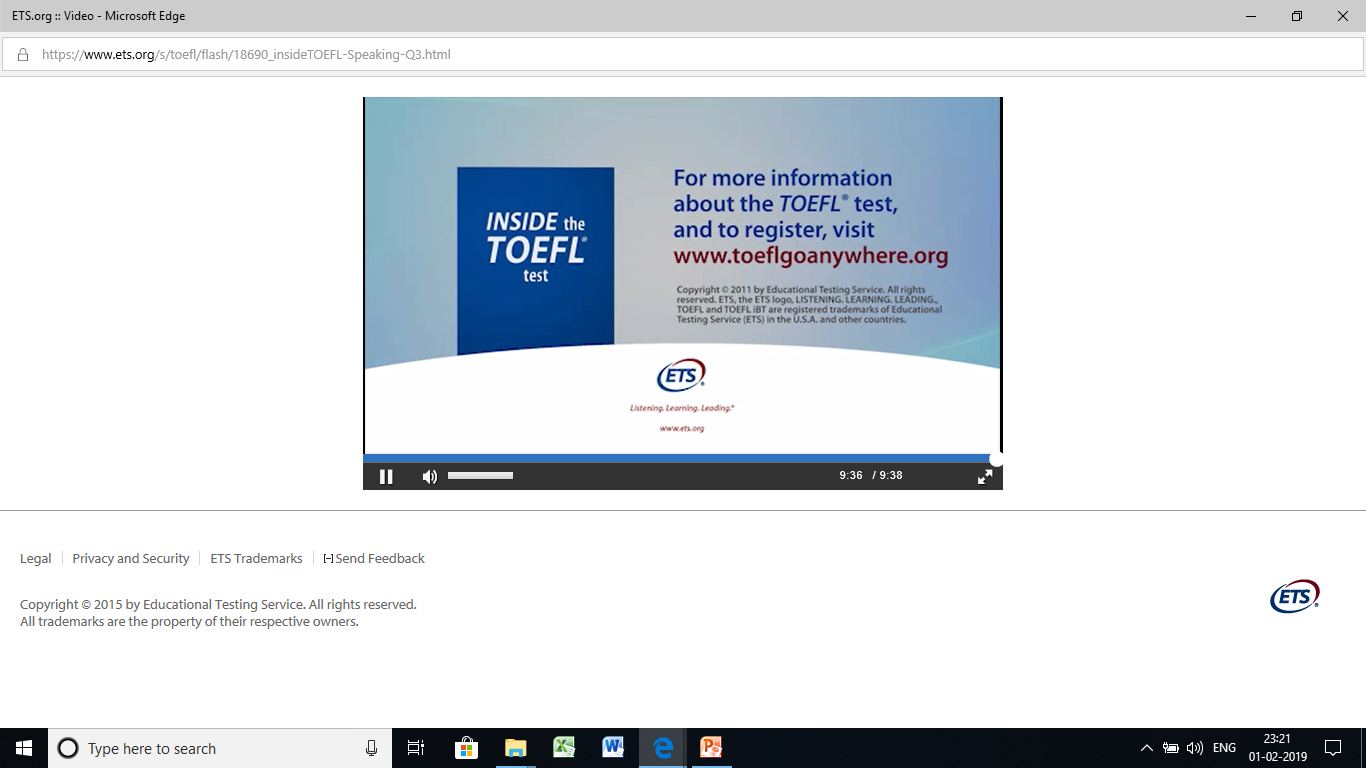 ETS.org :: Video - Microsoft Edge
https://www.ets.org/s/toefl/flash/18690_insideTOEFL-Speaking-Q3.html
INSIDE the
TOEFL®
test
For more information
about the TOEFL® test,
and to register, visit
www.toeflgoanywhere.org
Copyright © 2011 by Educational Testing Service. All rights
reserved. ETS, the ETS logo, LISTENING. LEARNING. LEADING.,
TOEFL and TOEFL iBT are registered trademarks of Educational
Testing Service (ETS) in the U.S.A. and other countries.
ETS®
Listening. Learning. Leading.®
www.ets.org
9:36 / 9:38
Legal Privacy and Security ETS Trademarks [-] Send Feedback
Copyright © 2015 by Educational Testing Service. All rights reserved.
All trademarks are the property of their respective owners.
ETS®
Type here to search
ENG
23:21
01-02-2019